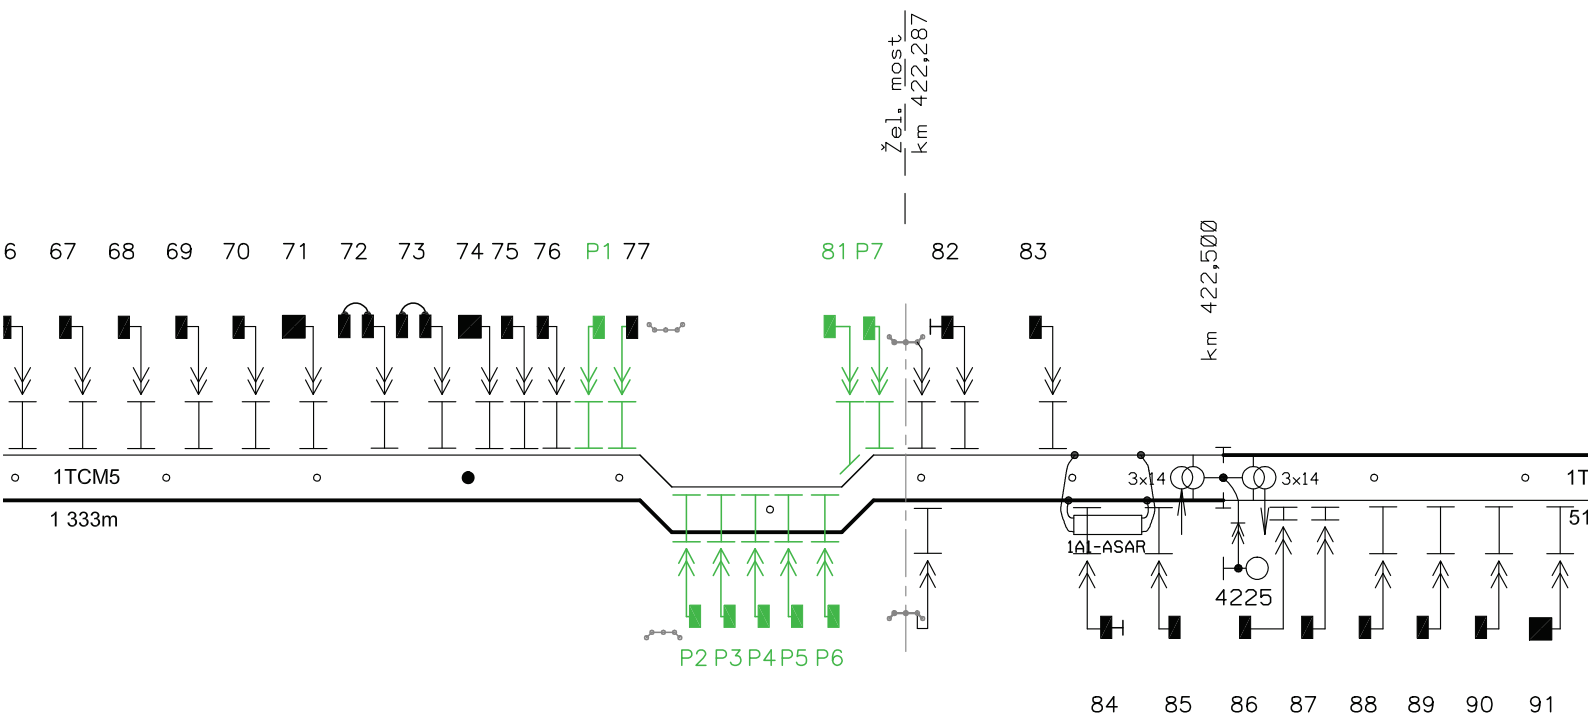 Žel. most
km 422,287
km 422,500
6 67 68 69 70 71 72 73 74 75 76 P1 77 81 P7 82 83
1TCM5 3x14 3x14 1T
1 333m 51
1A1-ASAR
4225
P2 P3 P4 P5 P6
84 85 86 87 88 89 90 91